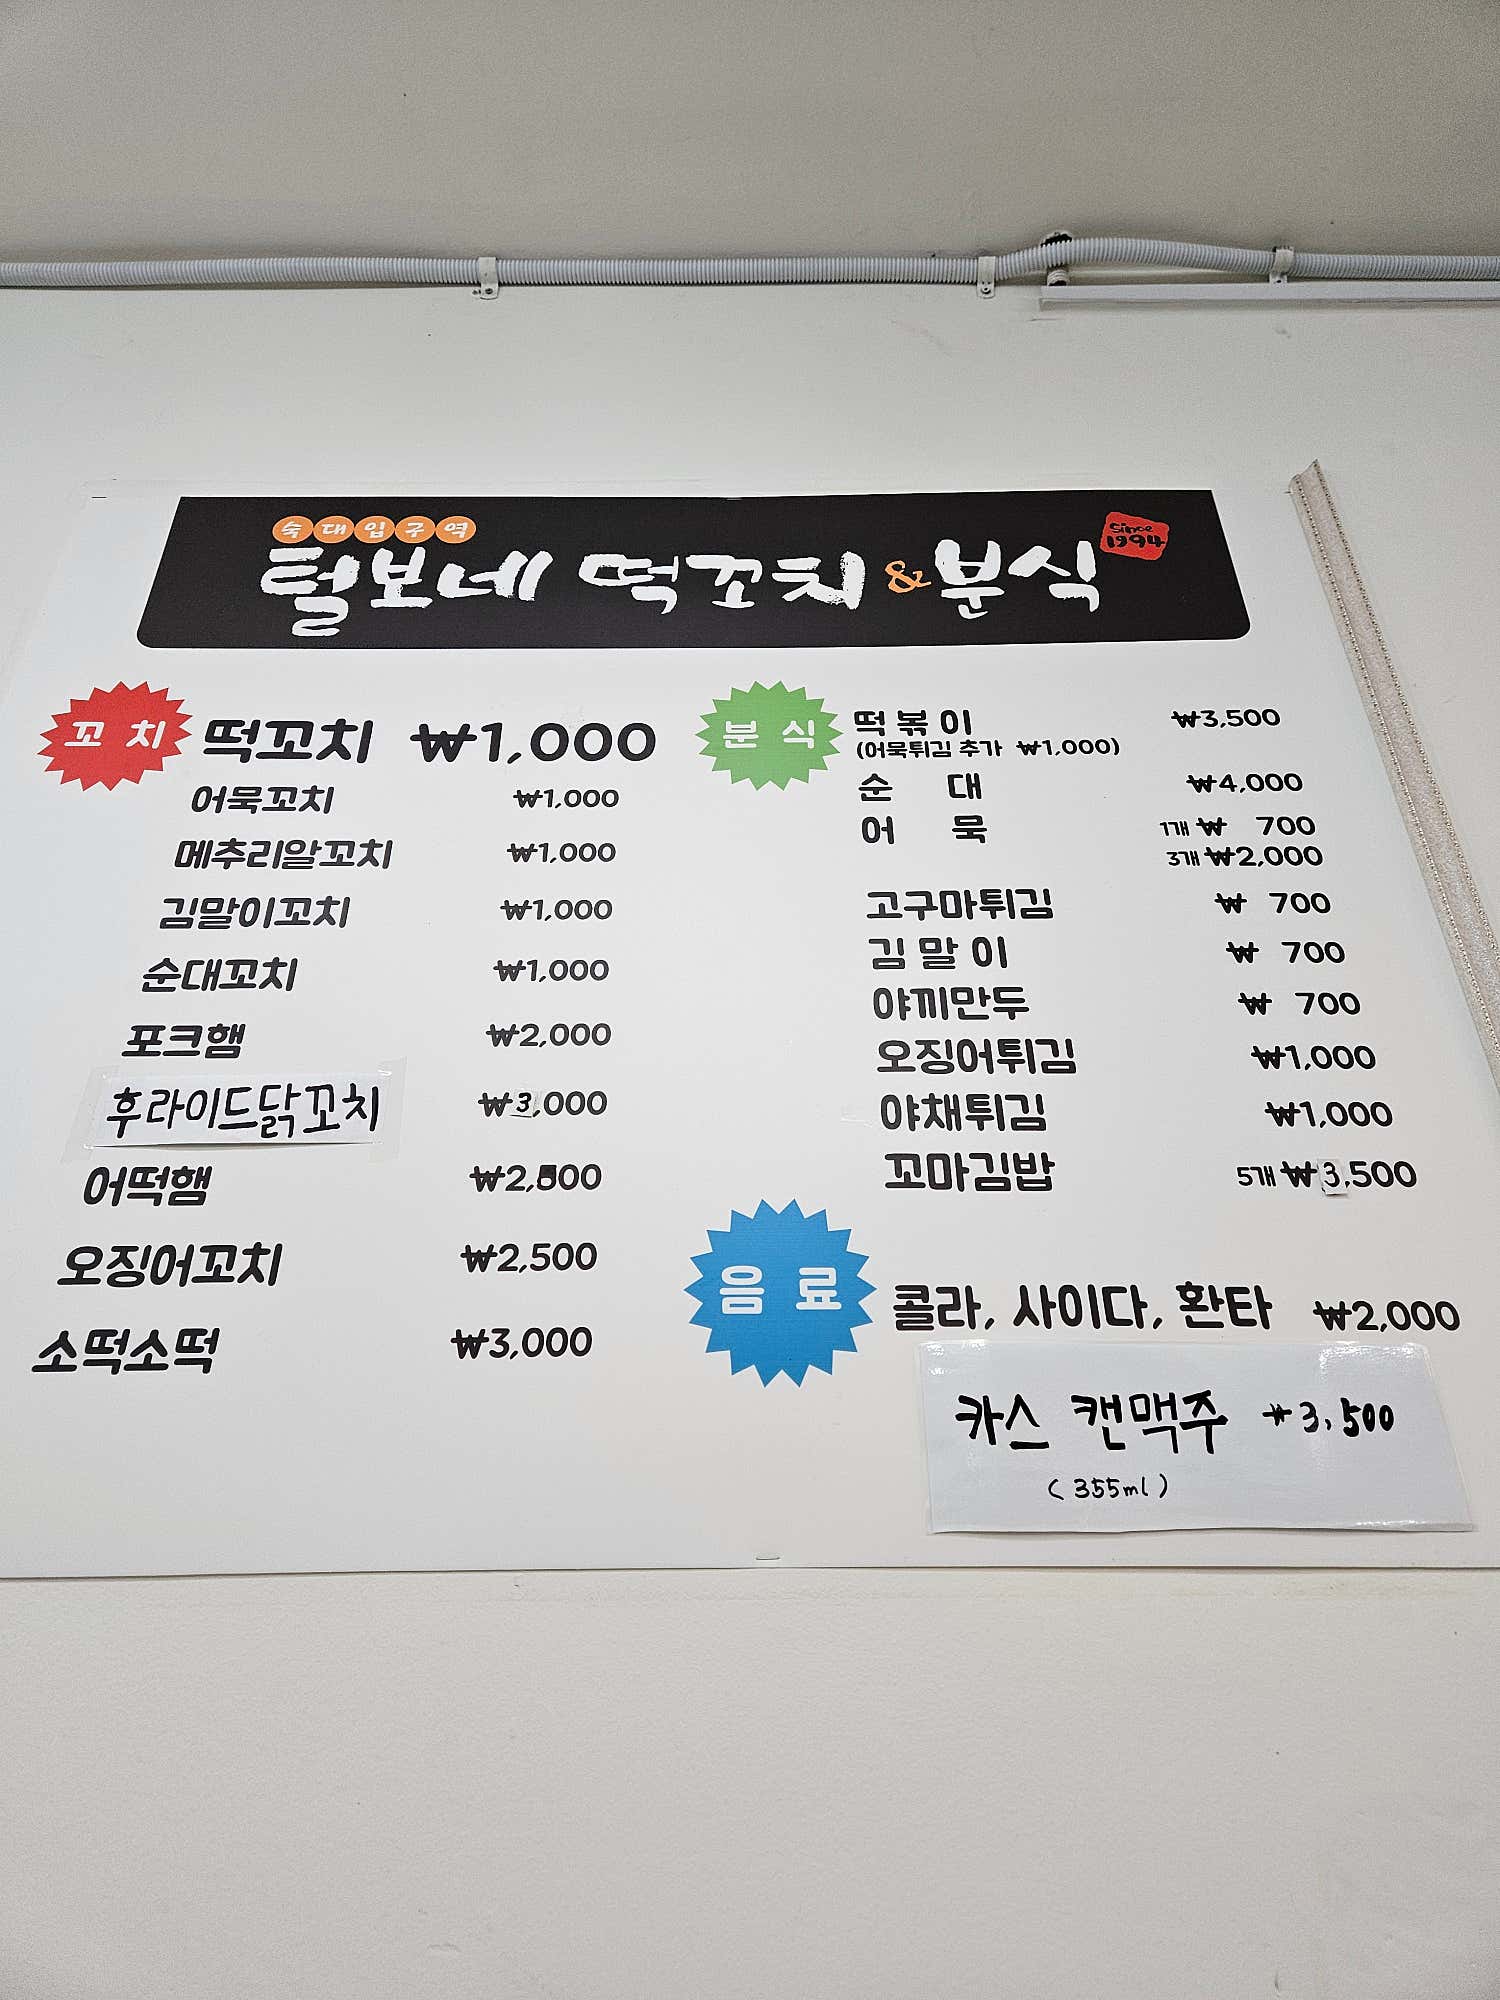 숙대입구역
털보네 떡꼬치 & 분식
Since 1994
꼬치
떡꼬치 ₩1,000
어묵꼬치 ₩1,000
메추리알꼬치 ₩1,000
김말이꼬치 ₩1,000
순대꼬치 ₩1,000
포크햄 ₩2,000
후라이드닭꼬치 ₩3,000
어떡햄 ₩2,500
오징어꼬치 ₩2,500
소떡소떡 ₩3,000
분식
떡볶이 ₩3,500
(어묵튀김 추가 ₩1,000)
순대 ₩4,000
어묵 1개 ₩ 700
3개 ₩2,000
고구마튀김 ₩ 700
김말이 ₩ 700
야끼만두 ₩ 700
오징어튀김 ₩1,000
야채튀김 ₩1,000
꼬마김밥 5개 ₩3,500
음료
콜라, 사이다, 환타 ₩2,000
카스 캔맥주 ₩3,500
(355ml)